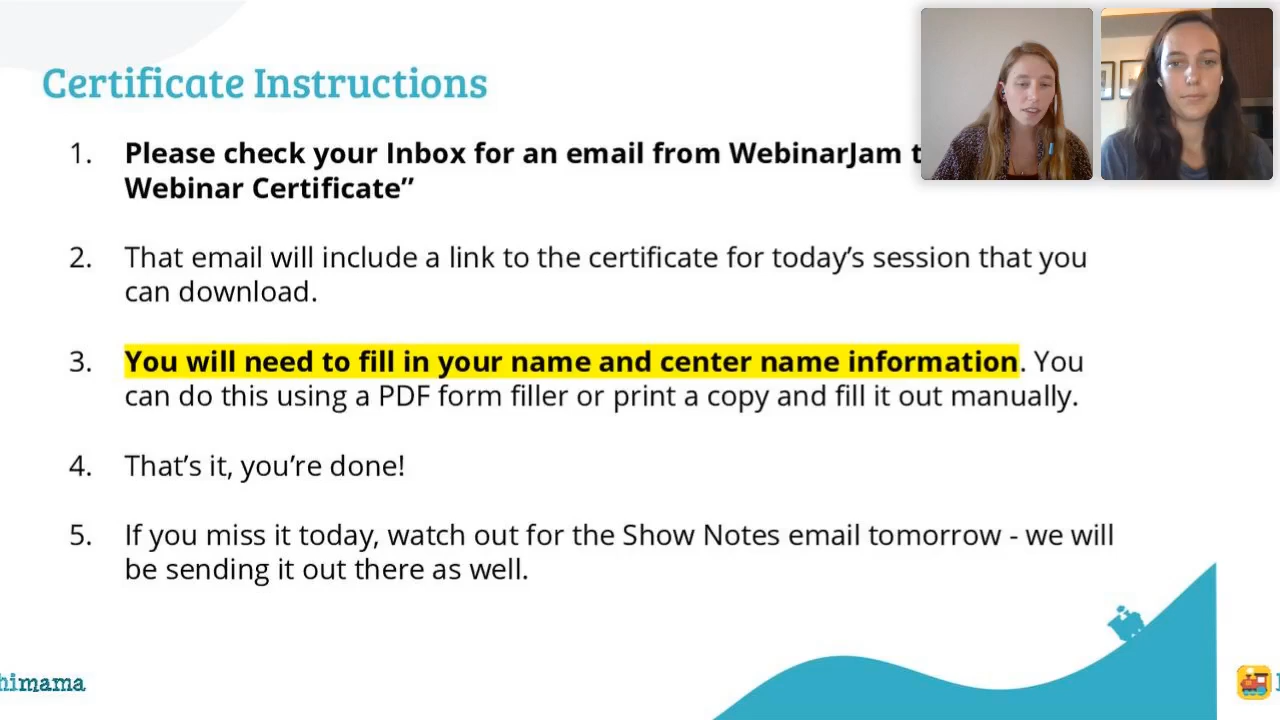 Certificate Instructions
1. Please check your Inbox for an email from WebinarJam
Webinar Certificate”
2. That email will include a link to the certificate for today’s session that you
can download.
3. You will need to fill in your name and center name information. You
can do this using a PDF form filler or print a copy and fill it out manually.
4. That’s it, you’re done!
5. If you miss it today, watch out for the Show Notes email tomorrow - we will
be sending it out there as well.
himama